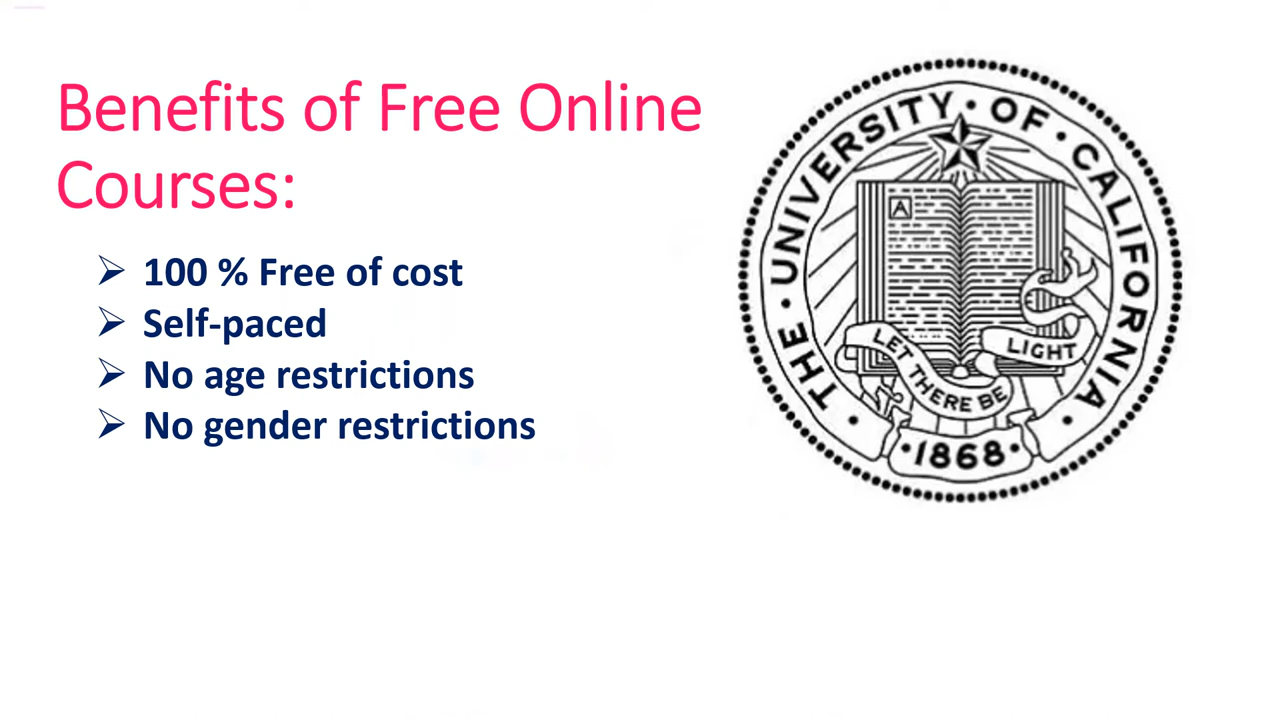 Benefits of Free Online
Courses:
➢ 100 % Free of cost
➢ Self-paced
➢ No age restrictions
➢ No gender restrictions
· THE · UNIVERSITY · OF · CALIFORNIA ·
A
LET THERE BE
LIGHT
·1868·